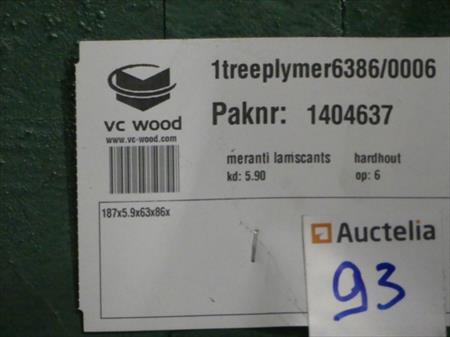 1treeplymer6386/0006
Paknr: 1404637
vc wood
www.vc-wood.com
meranti lamscants hardhout
kd: 5.90 op: 6
187x5.9x63x86x
Auctelia
93